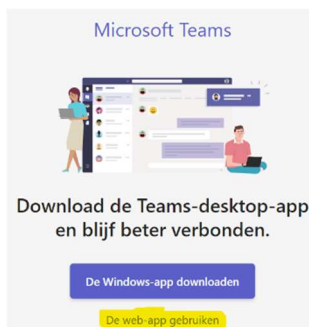 Microsoft Teams
Download de Teams-desktop-app
en blijf beter verbonden.
De Windows-app downloaden
De web-app gebruiken